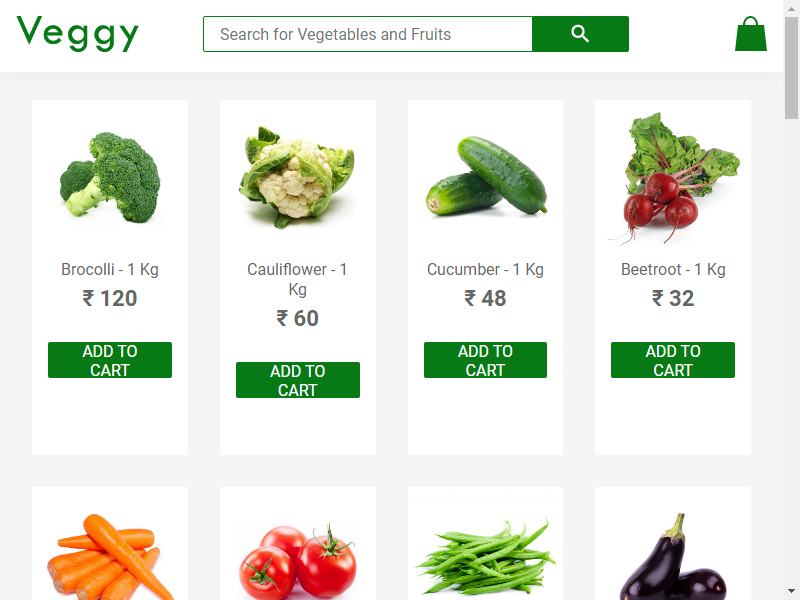 Veggy
Search for Vegetables and Fruits
Brocolli - 1 Kg
₹ 120
ADD TO
CART
Cauliflower - 1
Kg
₹ 60
ADD TO
CART
Cucumber - 1 Kg
₹ 48
ADD TO
CART
Beetroot - 1 Kg
₹ 32
ADD TO
CART